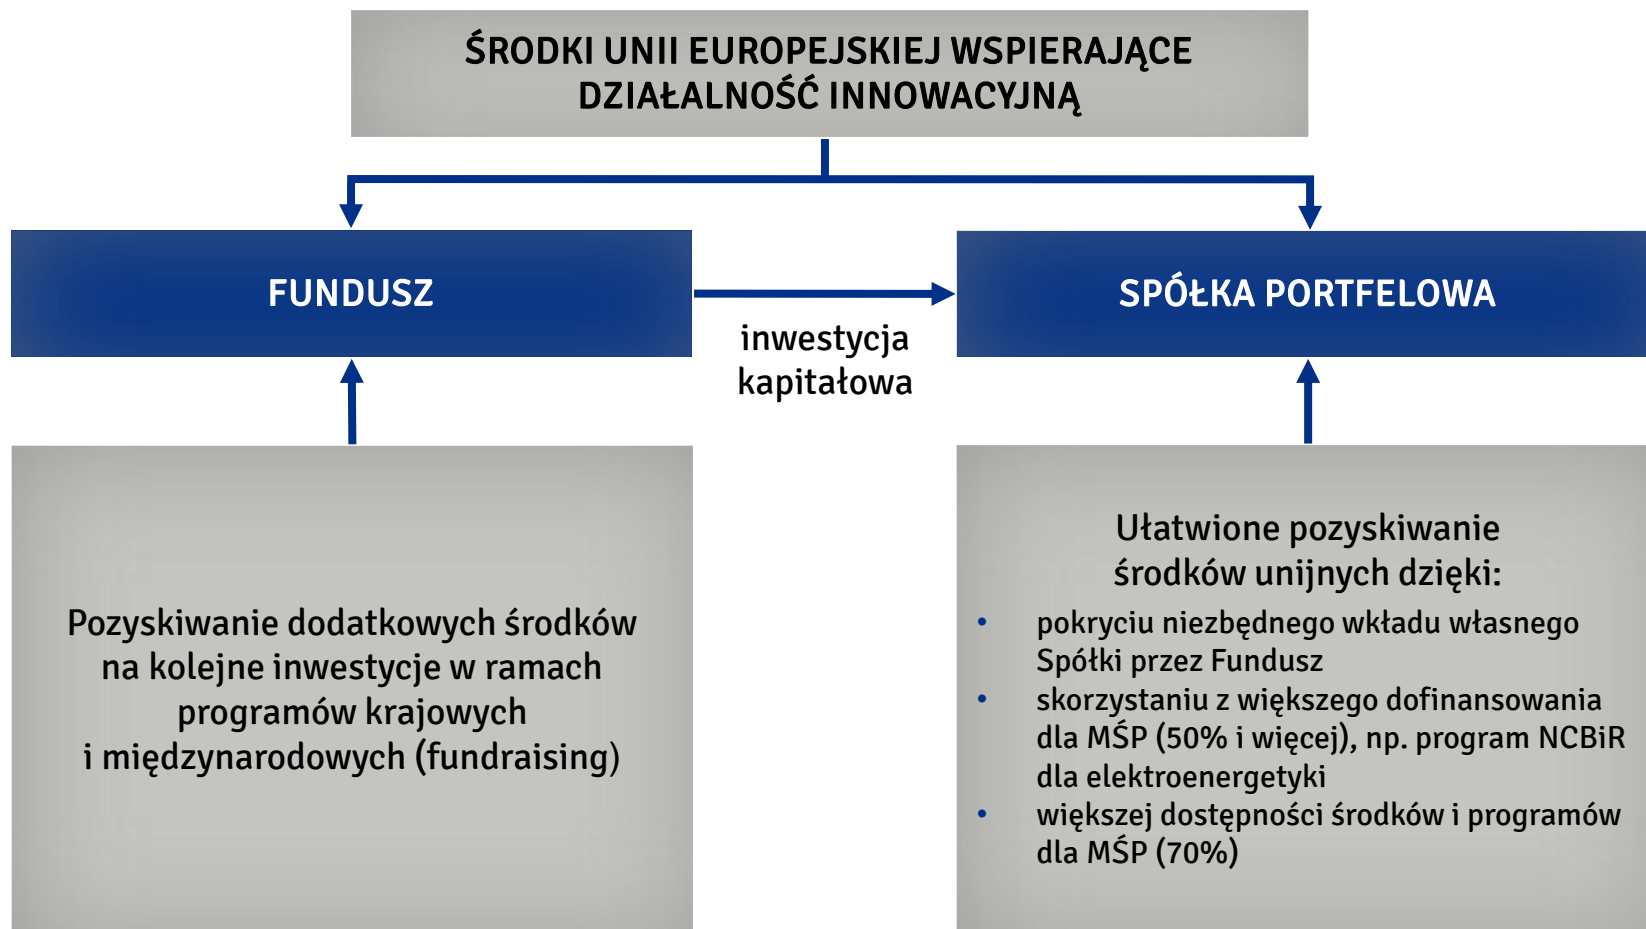 ŚRODKI UNII EUROPEJSKIEJ WSPIERAJĄCE
DZIAŁALNOŚĆ INNOWACYJNĄ
FUNDUSZ
inwestycja
kapitałowa
SPÓŁKA PORTFELOWA
Pozyskiwanie dodatkowych środków
na kolejne inwestycje w ramach
programów krajowych
i międzynarodowych (fundraising)
Ułatwione pozyskiwanie
środków unijnych dzięki:
• pokryciu niezbędnego wkładu własnego
Spółki przez Fundusz
• skorzystaniu z większego dofinansowania
dla MŚP (50% i więcej), np. program NCBiR
dla elektroenergetyki
• większej dostępności środków i programów
dla MŚP (70%)